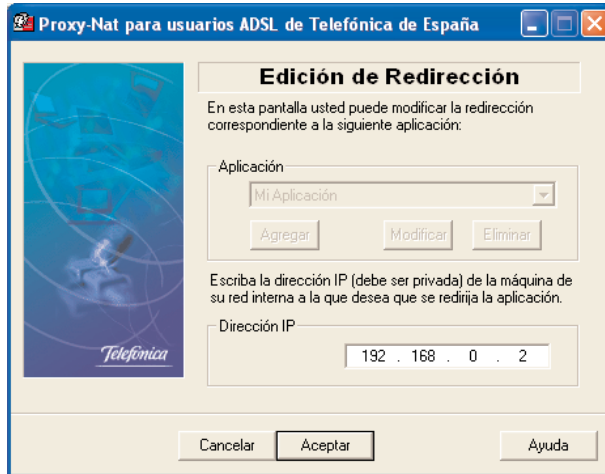 Proxy-Nat para usuarios ADSL de Telefónica de España
Edición de Redirección
En esta pantalla usted puede modificar la redirección
correspondiente a la siguiente aplicación:
Aplicación
Mi Aplicación
Agregar Modificar Eliminar
Escriba la dirección IP (debe ser privada) de la máquina de
su red interna a la que desea que se redirija la aplicación.
Dirección IP
192 . 168 . 0 . 2
Telefónica
Cancelar Aceptar Ayuda